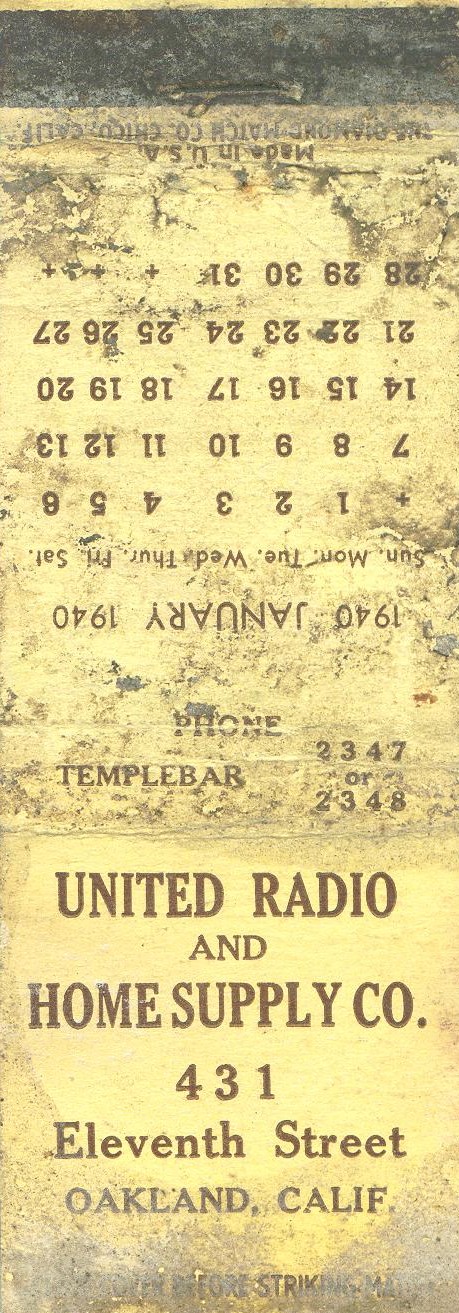 THE DIAMOND MATCH CO. CHICO, CALIF.
Made in U.S.A.
1940 JANUARY 1940
Sun. Mon. Tue. Wed. Thur. Fri. Sat.
+ 1 2 3 4 5 6
7 8 9 10 11 12 13
14 15 16 17 18 19 20
21 22 23 24 25 26 27
28 29 30 31 + + +
PHONE
TEMPLEBAR 2347
or
2348
UNITED RADIO
AND
HOME SUPPLY CO.
431
Eleventh Street
OAKLAND, CALIF.
BEFORE STRIKING